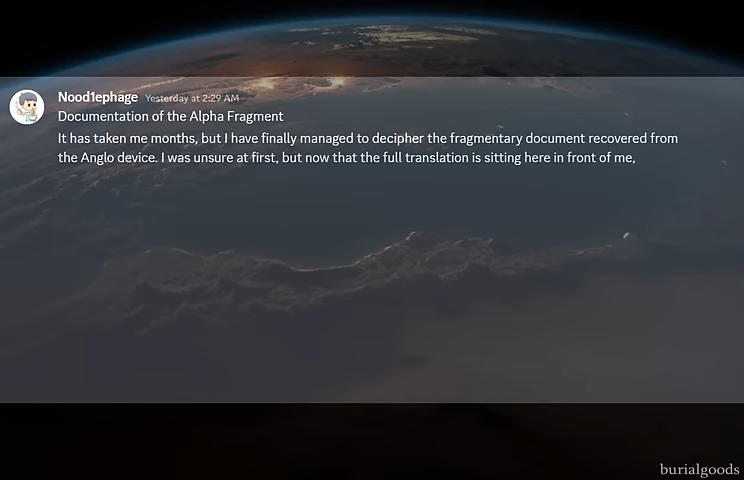 Nood1ephage Yesterday at 2:29 AM
Documentation of the Alpha Fragment
It has taken me months, but I have finally managed to decipher the fragmentary document recovered from
the Anglo device. I was unsure at first, but now that the full translation is sitting here in front of me,
burialgoods